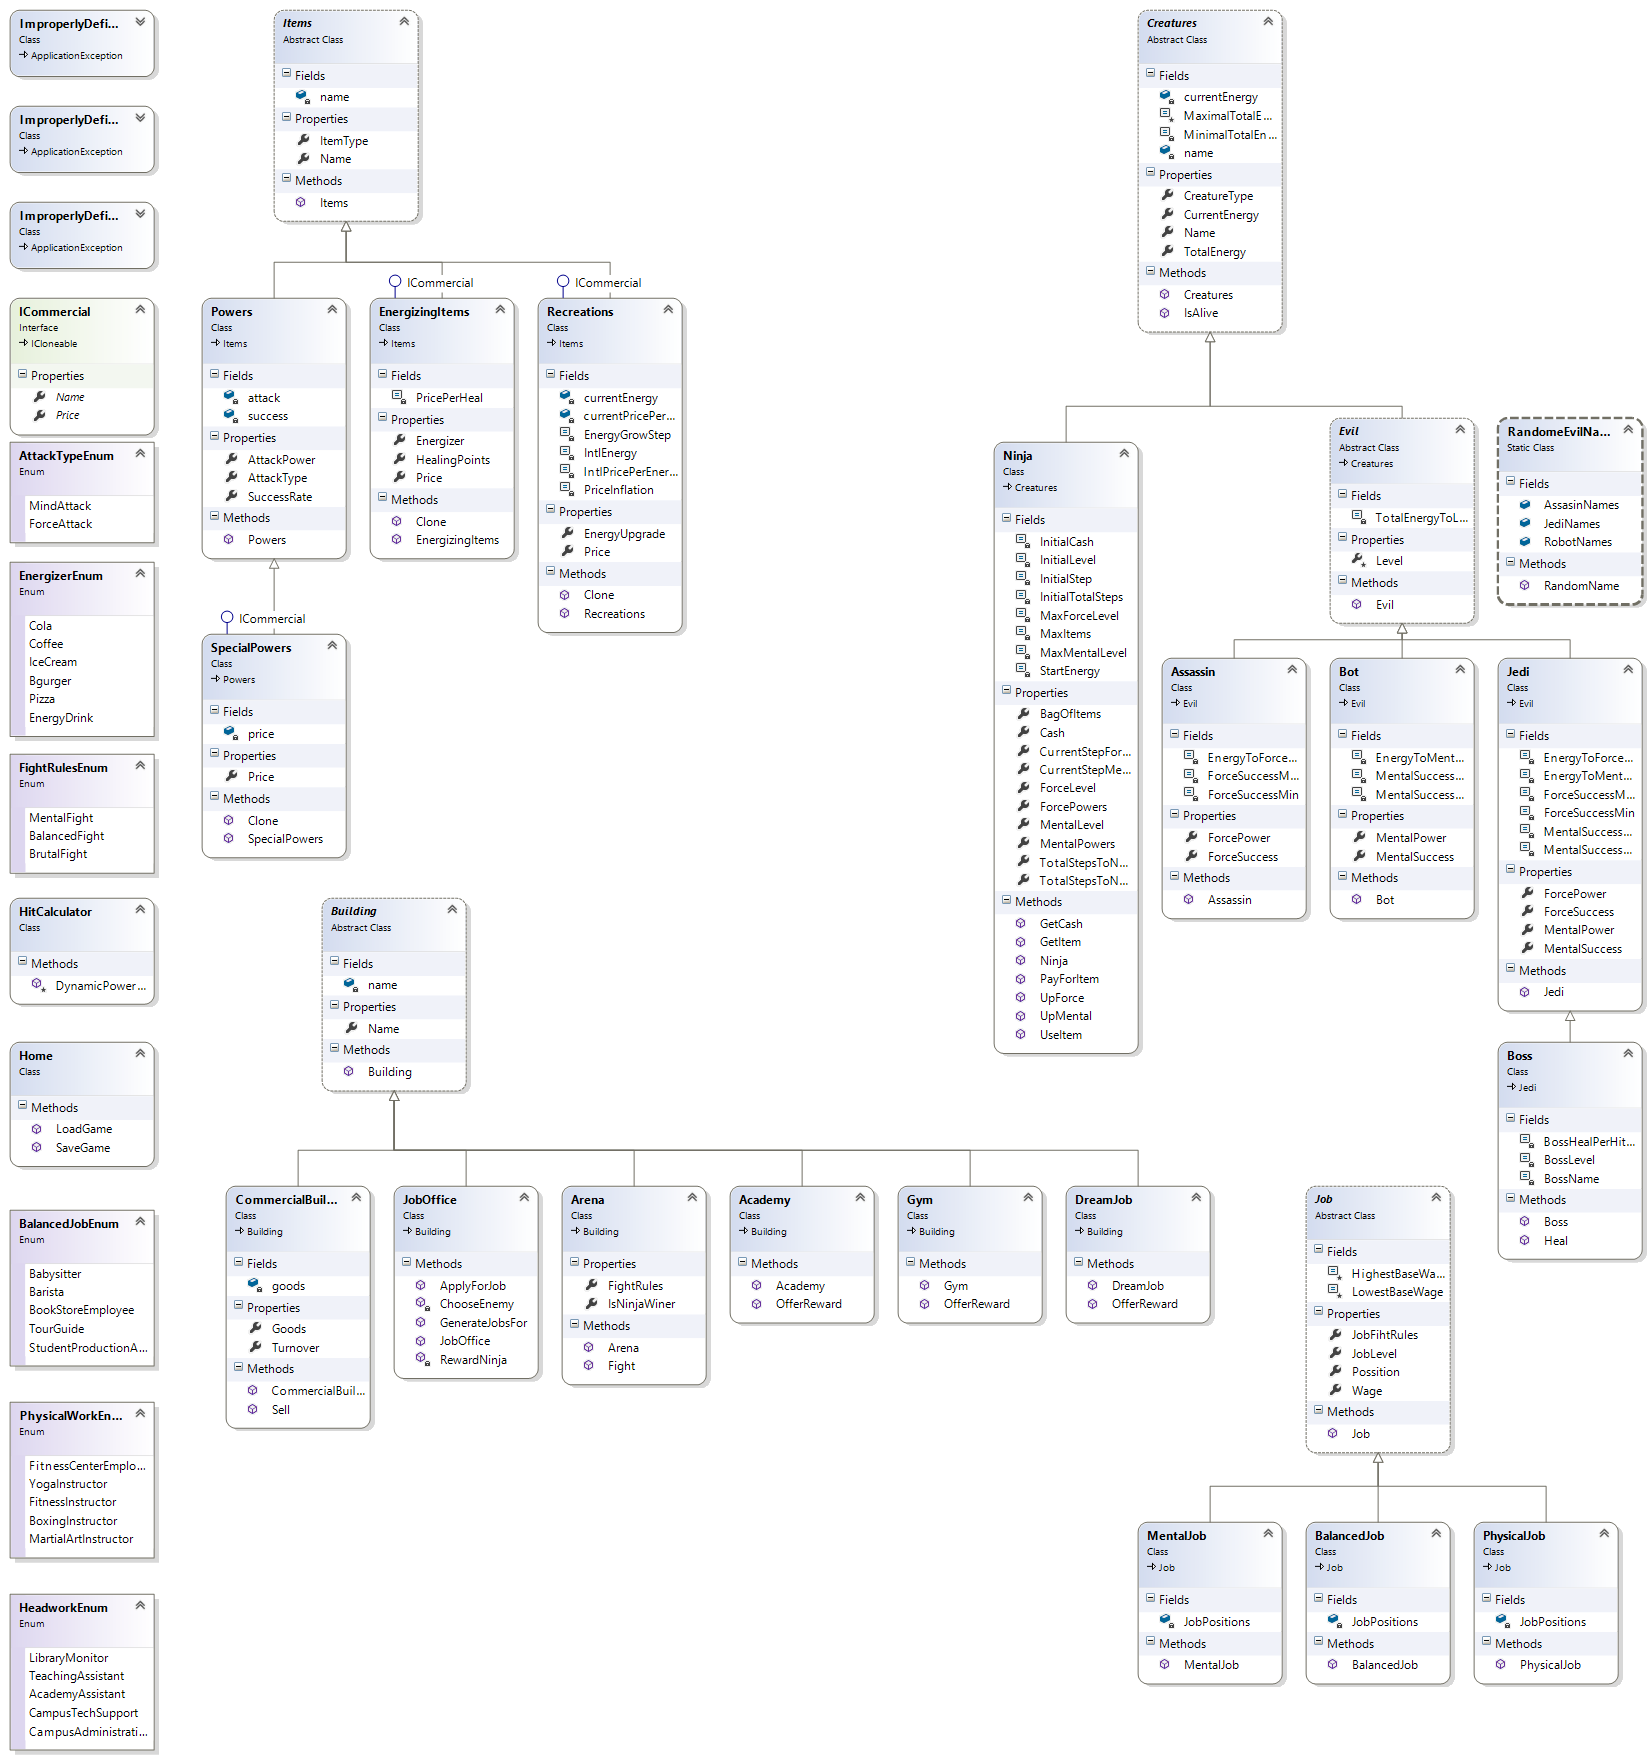 ImproperlyDefi...
Class
ApplicationException
ImproperlyDefi...
Class
ApplicationException
ImproperlyDefi...
Class
ApplicationException
ICommercial
Interface
ICloneable
Properties
Name
Price
AttackTypeEnum
Enum
MindAttack
ForceAttack
EnergizerEnum
Enum
Cola
Coffee
IceCream
Bgurger
Pizza
EnergyDrink
FightRulesEnum
Enum
MentalFight
BalancedFight
BrutalFight
HitCalculator
Class
Methods
DynamicPower...
Home
Class
Methods
LoadGame
SaveGame
BalancedJobEnum
Enum
Babysitter
Barista
BookStoreEmployee
TourGuide
StudentProductionA...
PhysicalWorkEn...
Enum
FitnessCenterEmplo...
YogaInstructor
FitnessInstructor
BoxingInstructor
MartialArtInstructor
HeadworkEnum
Enum
LibraryMonitor
TeachingAssistant
AcademyAssistant
CampusTechSupport
CampusAdministrati...
Items
Abstract Class
Fields
name
Properties
ItemType
Name
Methods
Items
Powers
Class
Items
Fields
attack
success
Properties
AttackPower
AttackType
SuccessRate
Methods
Powers
ICommercial
EnergizingItems
Class
Items
Fields
PricePerHeal
Properties
Energizer
HealingPoints
Price
Methods
Clone
EnergizingItems
ICommercial
Recreations
Class
Items
Fields
currentEnergy
currentPricePer...
EnergyGrowStep
IntlEnergy
IntlPricePerEner...
PriceInflation
Properties
EnergyUpgrade
Price
Methods
Clone
Recreations
ICommercial
SpecialPowers
Class
Powers
Fields
price
Properties
Price
Methods
Clone
SpecialPowers
Building
Abstract Class
Fields
name
Properties
Name
Methods
Building
CommercialBuil...
Class
Building
Fields
goods
Properties
Goods
Turnover
Methods
CommercialBuil...
Sell
JobOffice
Class
Building
Methods
ApplyForJob
ChooseEnemy
GenerateJobsFor
JobOffice
RewardNinja
Arena
Class
Building
Properties
FightRules
IsNinjaWiner
Methods
Arena
Fight
Academy
Class
Building
Methods
Academy
OfferReward
Gym
Class
Building
Methods
Gym
OfferReward
DreamJob
Class
Building
Methods
DreamJob
OfferReward
Creatures
Abstract Class
Fields
currentEnergy
MaximalTotalE...
MinimalTotalEn...
name
Properties
CreatureType
CurrentEnergy
Name
TotalEnergy
Methods
Creatures
IsAlive
Ninja
Class
Creatures
Fields
InitialCash
InitialLevel
InitialStep
InitialTotalSteps
MaxForceLevel
MaxItems
MaxMentalLevel
StartEnergy
Properties
BagOfItems
Cash
CurrentStepFor...
CurrentStepMe...
ForceLevel
ForcePowers
MentalLevel
MentalPowers
TotalStepsToN...
TotalStepsToN...
Methods
GetCash
GetItem
Ninja
PayForItem
UpForce
UpMental
UseItem
Evil
Abstract Class
Creatures
Fields
TotalEnergyToL...
Properties
Level
Methods
Evil
RandomeEvilNa...
Static Class
Fields
AssasinNames
JediNames
RobotNames
Methods
RandomName
Assassin
Class
Evil
Fields
EnergyToForce...
ForceSuccessM...
ForceSuccessMin
Properties
ForcePower
ForceSuccess
Methods
Assassin
Bot
Class
Evil
Fields
EnergyToMent...
MentalSuccess...
MentalSuccess...
Properties
MentalPower
MentalSuccess
Methods
Bot
Jedi
Class
Evil
Fields
EnergyToForce...
EnergyToMent...
ForceSuccessM...
ForceSuccessMin
MentalSuccess...
MentalSuccess...
Properties
ForcePower
ForceSuccess
MentalPower
MentalSuccess
Methods
Jedi
Boss
Class
Jedi
Fields
BossHealPerHit...
BossLevel
BossName
Methods
Boss
Heal
Job
Abstract Class
Fields
HighestBaseWa...
LowestBaseWage
Properties
JobFihtRules
JobLevel
Possition
Wage
Methods
Job
MentalJob
Class
Job
Fields
JobPositions
Methods
MentalJob
BalancedJob
Class
Job
Fields
JobPositions
Methods
BalancedJob
PhysicalJob
Class
Job
Fields
JobPositions
Methods
PhysicalJob